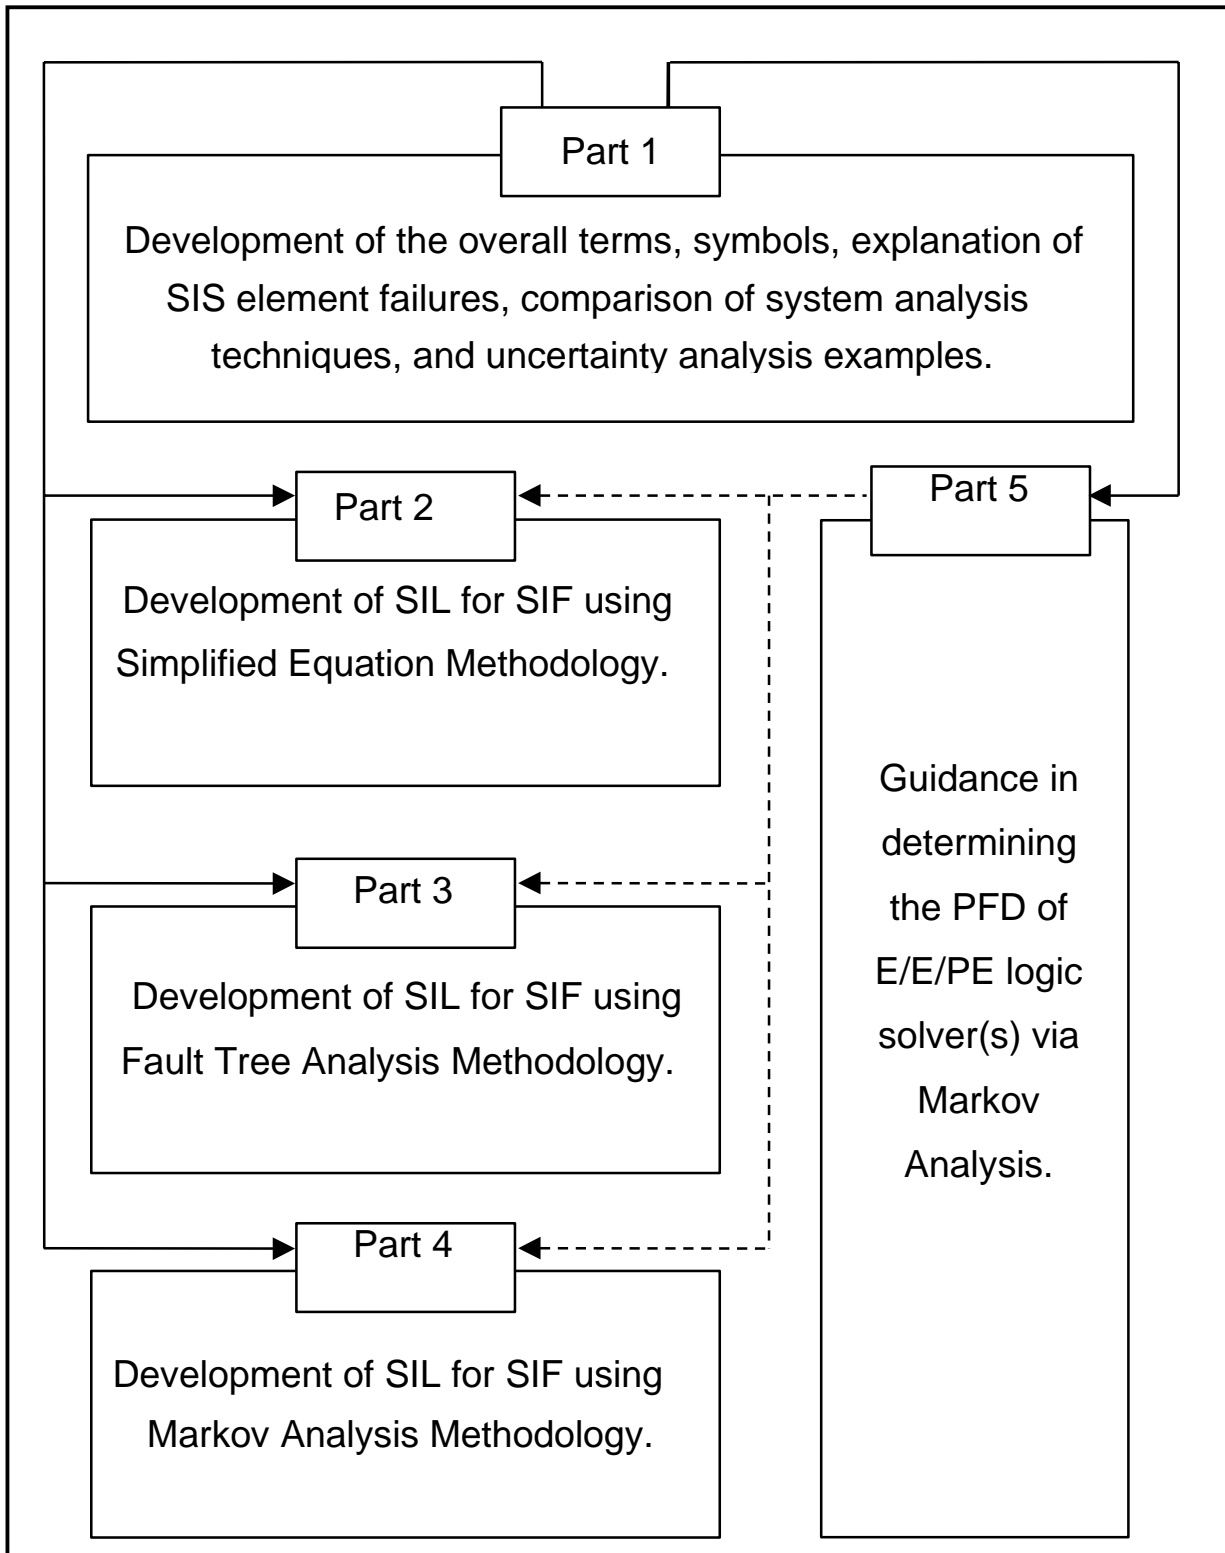 Part 1
Development of the overall terms, symbols, explanation of
SIS element failures, comparison of system analysis
techniques, and uncertainty analysis examples.
Part 2
Development of SIL for SIF using
Simplified Equation Methodology.
Part 3
Development of SIL for SIF using
Fault Tree Analysis Methodology.
Part 4
Development of SIL for SIF using
Markov Analysis Methodology.
Part 5
Guidance in
determining
the PFD of
E/E/PE logic
solver(s) via
Markov
Analysis.